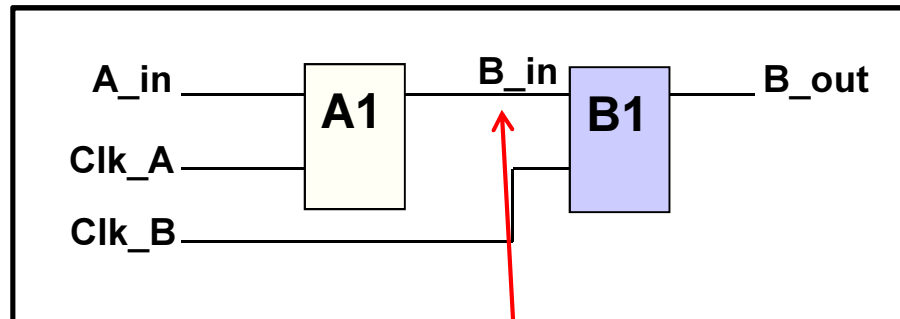 A_in
A1
B_in
B1
B_out
Clk_A
Clk_B